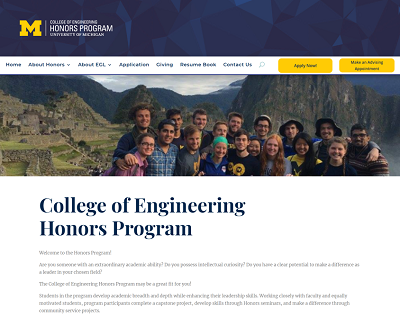 COLLEGE OF ENGINEERING
HONORS PROGRAM
UNIVERSITY OF MICHIGAN
Home About Honors About EGL Application Giving Resume Book Contact Us
Apply Now!
Make an Advising
Appointment
College of Engineering
Honors Program
Welcome to the Honors Program!
Are you someone with an extraordinary academic ability? Do you possess intellectual curiosity? Do you have a clear potential to make a difference as
a leader in your chosen field?
The College of Engineering Honors Program may be a great fit for you!
Students in the program develop academic breadth and depth while enhancing their leadership skills. Working closely with faculty and equally
motivated students, program participants complete a capstone project, develop skills through Honors seminars, and make a difference through
community service projects.